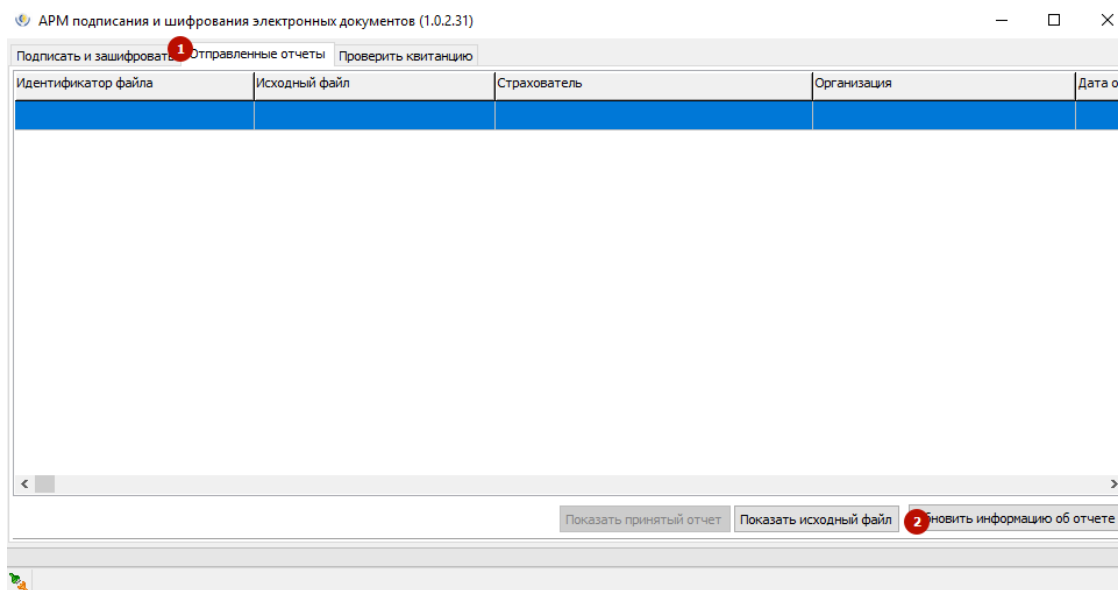 АРМ подписания и шифрования электронных документов (1.0.2.31)
Подписать и зашифровать 1 Отправленные отчеты Проверить квитанцию
Идентификатор файла Исходный файл Страхователь Организация Дата о
Показать принятый отчет Показать исходный файл 2 бновить информацию об отчете